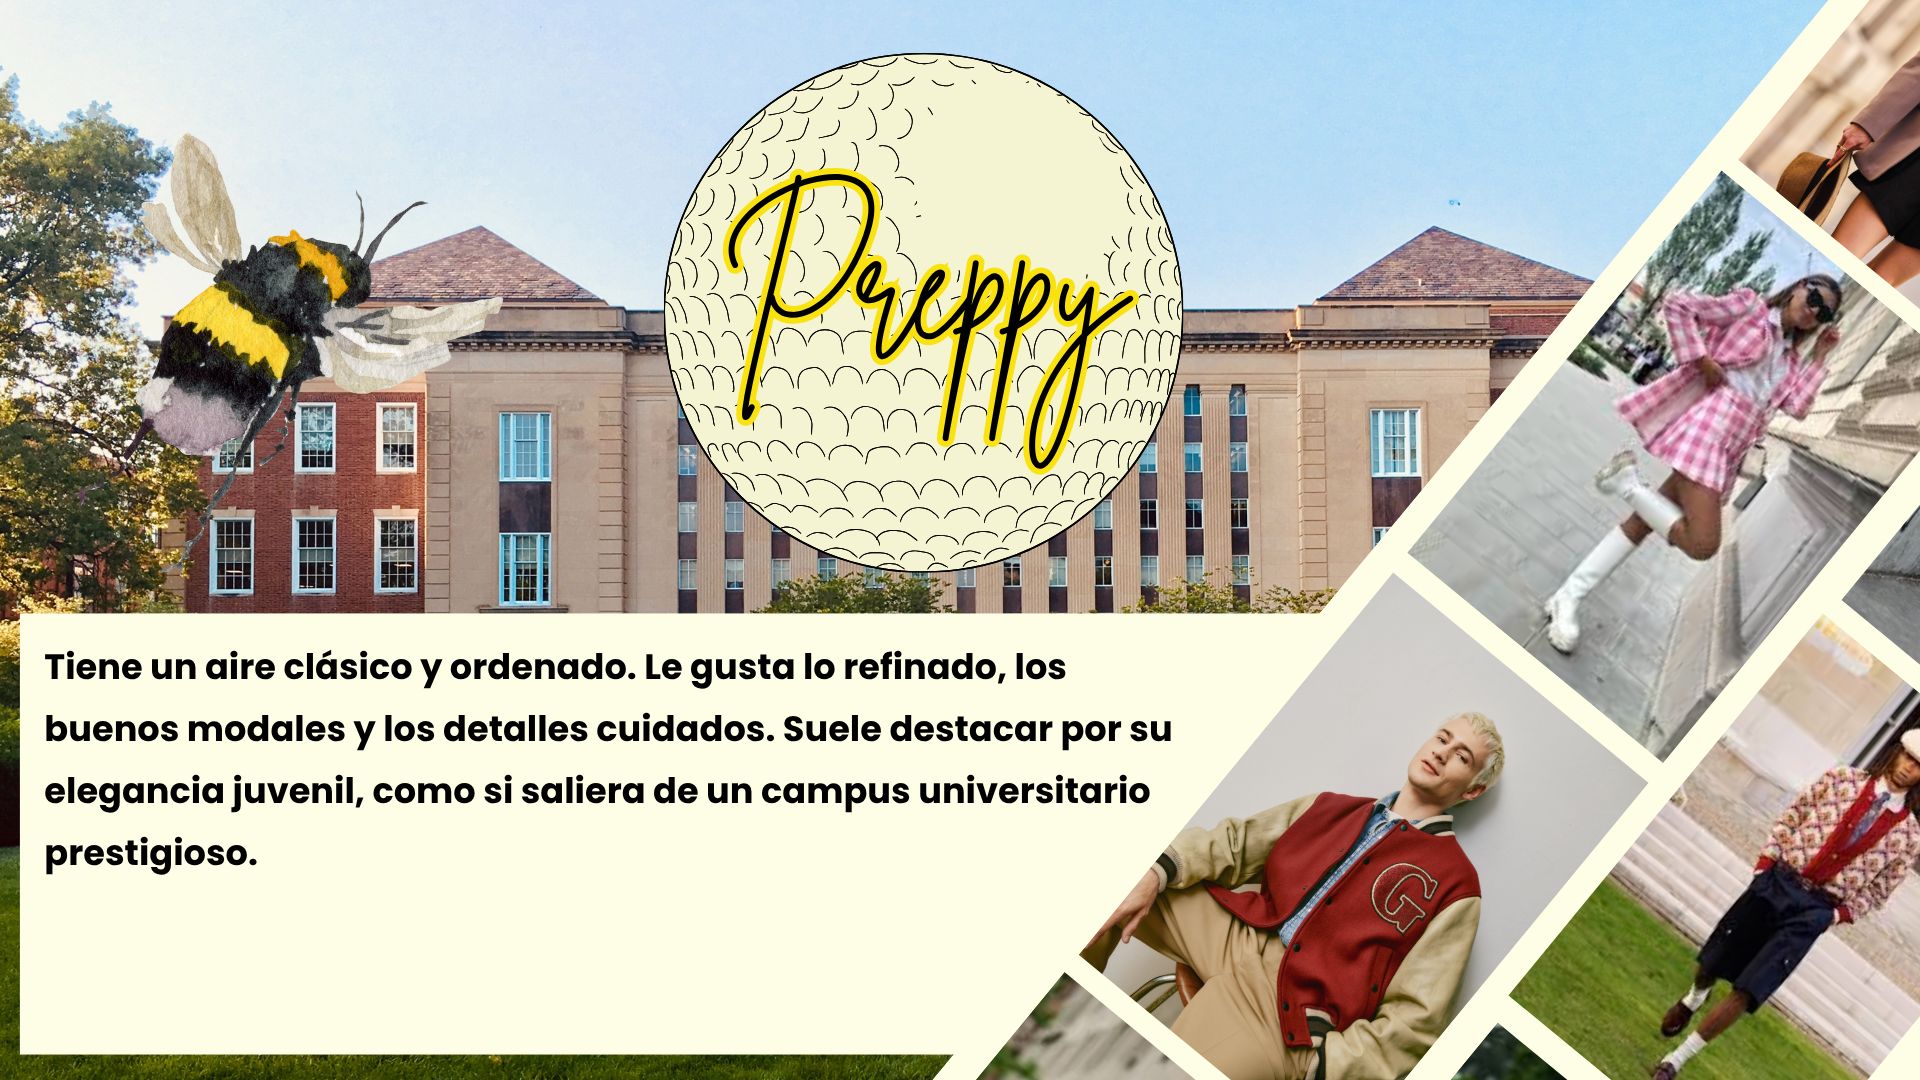 Preppy
Tiene un aire clásico y ordenado. Le gusta lo refinado, los
buenos modales y los detalles cuidados. Suele destacar por su
elegancia juvenil, como si saliera de un campus universitario
prestigioso.
G